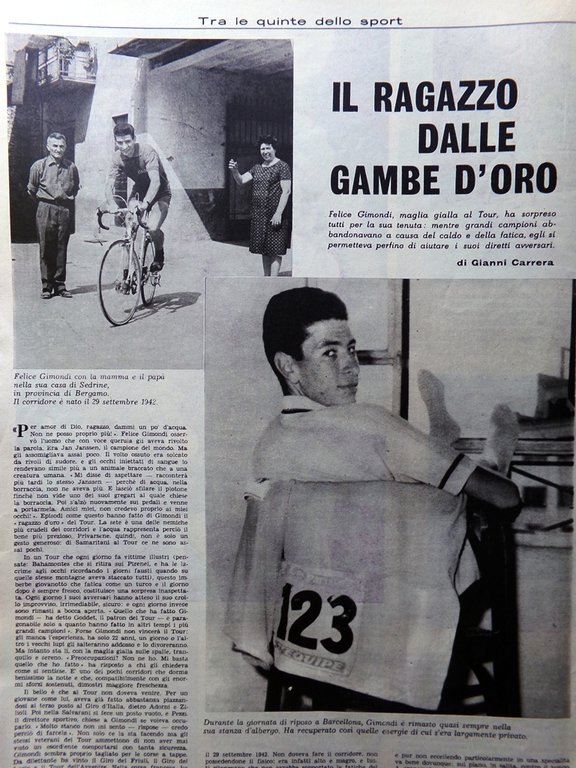 Tra le quinte dello sport
IL RAGAZZO
DALLE
GAMBE D'ORO
Felice Gimondi, maglia gialla al Tour, ha sorpreso
tutti per la sua tenuta: mentre grandi campioni ab-
bandonavano a causa del caldo e della fatica, egli si
permetteva perfino di aiutare i suoi diretti avversari.
di Gianni Carrera
Felice Gimondi con la mamma e il papà
nella sua casa di Sedrine,
in provincia di Bergamo.
Il corridore è nato il 29 settembre 1942.
«Per amor di Dio, ragazzo, dammi un po' d'acqua.
Non ne posso proprio più!». Felice Gimondi osser-
vò l'uomo che con voce querula gli aveva rivolto
la parola. Era Jan Janssen, il campione del mondo. Ma
gli assomigliava assai poco. Il volto ossuto era solcato
da rivoli di sudore, e gli occhi iniettati di sangue lo
rendevano simile più a un animale braccato che a una
creatura umana. «Mi disse di aspettare — racconterà
più tardi lo stesso Janssen — perché di acqua, nella
borraccia, non ne aveva più. E lasciò sfilare il plotone
finché non vide uno dei suoi gregari al quale chiese
la borraccia. Poi s'alzò nuovamente sui pedali e venne
a portarmela. Amici miei, non credevo proprio ai miei
occhi!». Episodi come questo hanno fatto di Gimondi il
«ragazzo d'oro» del Tour. La sete è una delle nemiche
più crudeli dei corridori e l'acqua rappresenta perciò il
bene più prezioso. Privarsene, quindi, non è solo un
gesto generoso: di Samaritani al Tour ce ne sono as-
sai pochi.
In un Tour che ogni giorno fa vittime illustri (pen-
sate: Bahamontes che si ritira sui Pirenei, e ha le la-
crime agli occhi ricordando i giorni fausti quando su
quelle stesse montagne aveva staccato tutti), questo im-
berbe giovanotto che fatica come un turco e il giorno
dopo è sempre fresco, costituisce una sorpresa inaspetta-
ta. Ogni giorno i suoi avversari hanno atteso il suo crol-
lo improvviso, irrimediabile, sicuro: e ogni giorno invece
sono rimasti a bocca aperta. «Quello che ha fatto Gi-
mondi — ha detto Goddet, il patron del Tour — è pa-
ragonabile solo a quanto hanno fatto in altri tempi i più
grandi campioni». Forse Gimondi non vincerà il Tour:
gli manca l'esperienza, ha solo 22 anni, un giorno e l'al-
tro i vecchi lupi gli salteranno addosso e lo divoreranno.
Ma intanto sta lì, con la maglia gialla sulle spalle, tran-
quillo e sereno. «Preoccupazioni? Non ne ho. Mi basta
quello che ho fatto» ha risposto a chi gli chiedeva
come si sentisse. E' uno dei pochi corridori che dorma
benissimo la notte e che, compatibilmente con gli enor-
mi sforzi sostenuti, dimostri maggiore freschezza.
Il bello è che al Tour non doveva venire. Per un
giovane come lui, aveva già fatto abbastanza piazzan-
dosi al terzo posto al Giro d'Italia, dietro Adorni e Zi-
lioli. Poi nella Salvarani si fece un posto vuoto, e Pezzi,
il direttore sportivo, chiese a Gimondi se voleva occu-
parlo. «Molto stanco non mi sento — rispose — credo
perciò di farcela». Non solo ce la sta facendo ma gli
stessi veterani del Tour ammettono di non aver mai
visto un esordiente comportarsi con tanta sicurezza.
Gimondi sembra proprio tagliato per le corse a tappe.
Da dilettante ha vinto il Giro del Friuli, il Giro del
123
L'EQUIPE
Durante la giornata di riposo a Barcellona, Gimondi è rimasto quasi sempre nella
sua stanza d'albergo. Ha recuperato così quelle energie di cui s'era largamente privato.
il 29 settembre 1942. Non doveva fare il corridore, non
possedendone il fisico: era infatti alto e magro, e tut-
e pur non eccellendo particolarmente in una specialità